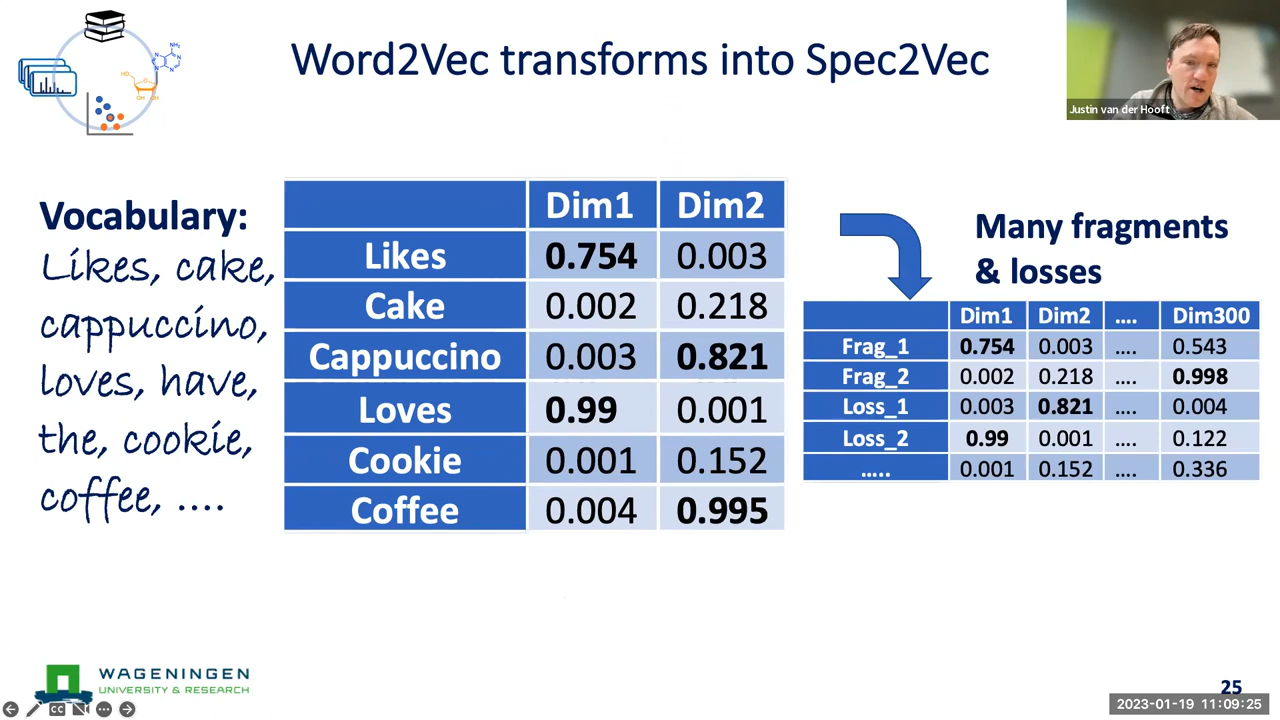 Word2Vec transforms into Spec2Vec
Justin van der Hooft
NH₂
N
N
N
N
HO
O
OH
OH
Vocabulary:
Likes, cake,
cappuccino,
loves, have,
the, cookie,
coffee, ....
Dim1 Dim2
Likes 0.754 0.003
Cake 0.002 0.218
Cappuccino 0.003 0.821
Loves 0.99 0.001
Cookie 0.001 0.152
Coffee 0.004 0.995
Many fragments
& losses
Dim1 Dim2 .... Dim300
Frag_1 0.754 0.003 .... 0.543
Frag_2 0.002 0.218 .... 0.998
Loss_1 0.003 0.821 .... 0.004
Loss_2 0.99 0.001 .... 0.122
..... 0.001 0.152 .... 0.336
WAGENINGEN
UNIVERSITY & RESEARCH
CC
25
2023-01-19 11:09:25